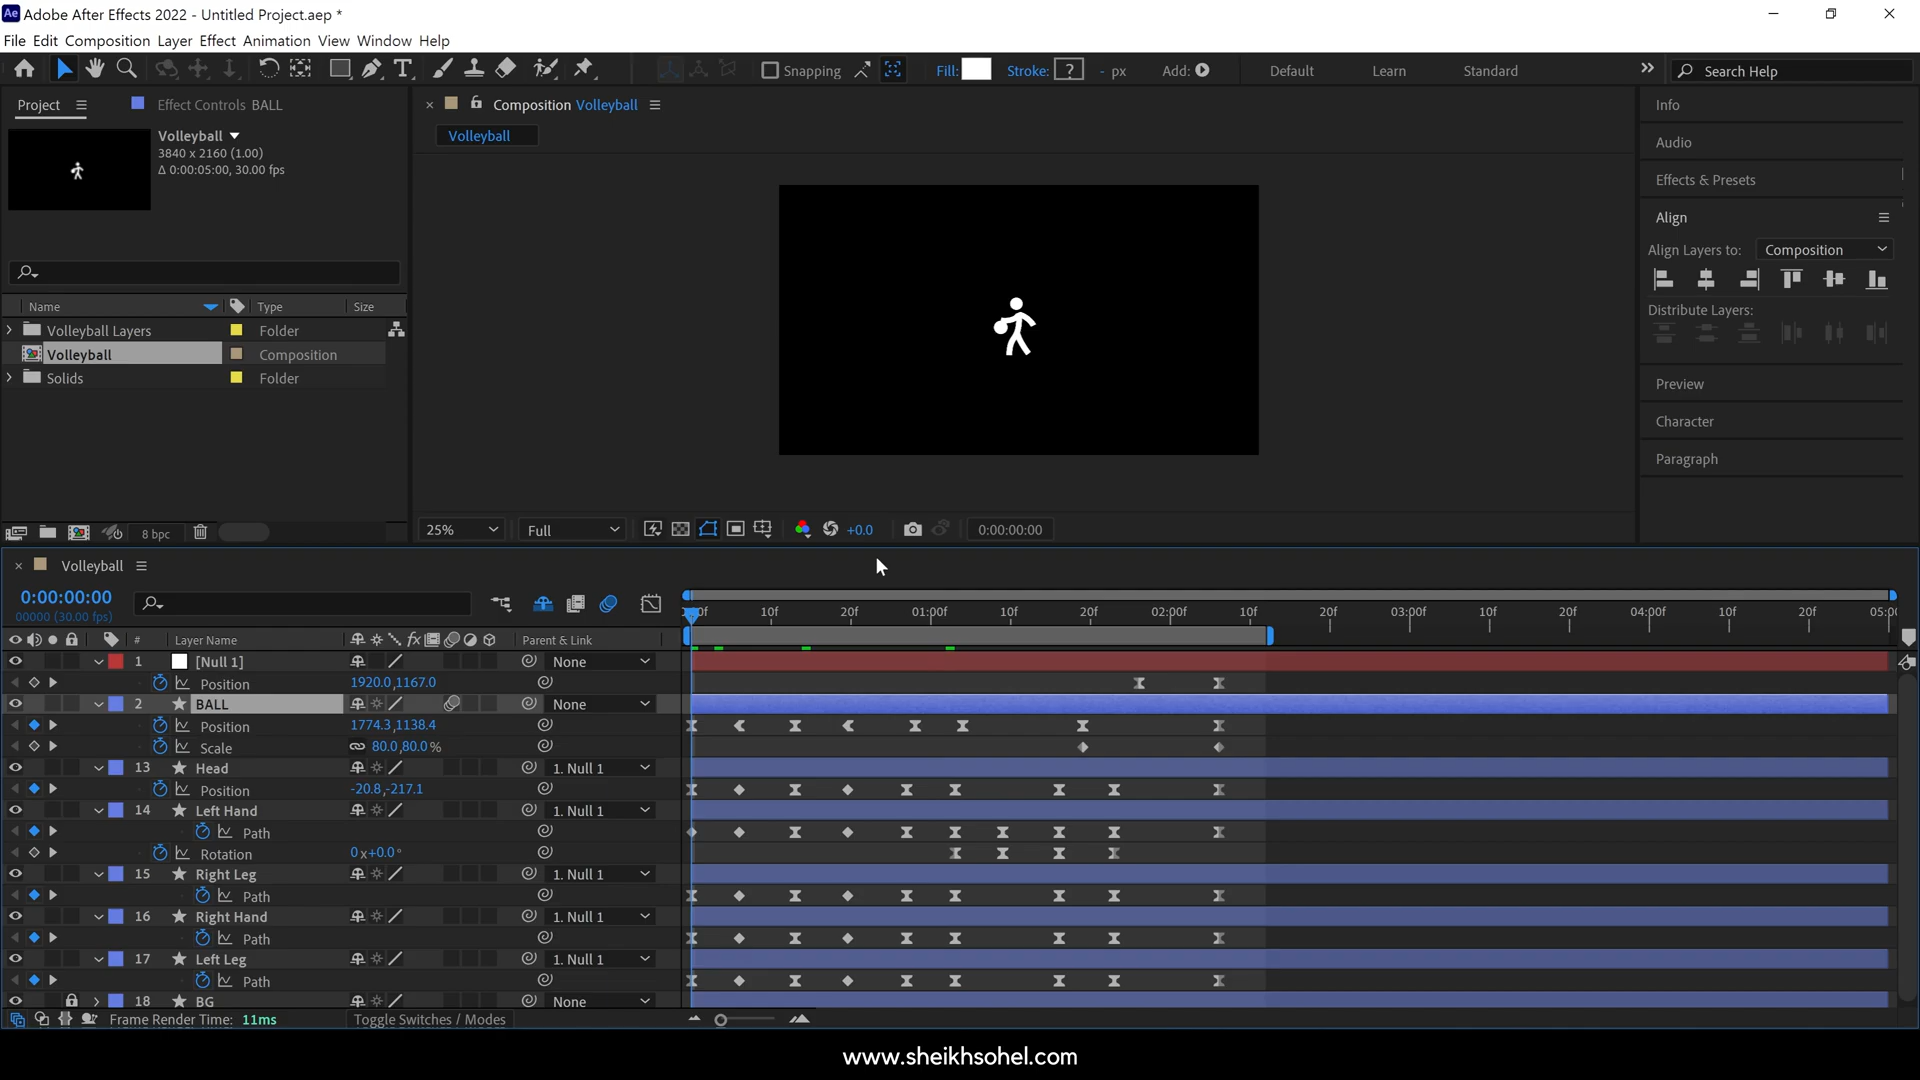 Ae Adobe After Effects 2022 - Untitled Project.aep *
File Edit Composition Layer Effect Animation View Window Help
Snapping Fill: Stroke: ? - px Add: Default Learn Standard Search Help
Project Effect Controls BALL
Composition Volleyball
Info
Volleyball
3840 x 2160 (1.00)
Δ 0:00:05:00, 30.00 fps
Volleyball
Audio
Effects & Presets
Align
Align Layers to: Composition
Name Type Size
Distribute Layers:
Volleyball Layers Folder
Volleyball Composition
Solids Folder
Preview
Character
Paragraph
8 bpc 25% Full +0.0 0:00:00:00
Volleyball
0:00:00:00
00000 (30.00 fps)
:00f 10f 20f 01:00f 10f 20f 02:00f 10f 20f 03:00f 10f 20f 04:00f 10f 20f 05:00
# Layer Name fx Parent & Link
1 [Null 1] None
Position 1920.0,1167.0
2 BALL None
Position 1774.3,1138.4
Scale 80.0,80.0%
13 Head 1. Null 1
Position -20.8,-217.1
14 Left Hand 1. Null 1
Path
Rotation 0x+0.0°
15 Right Leg 1. Null 1
Path
16 Right Hand 1. Null 1
Path
17 Left Leg 1. Null 1
Path
18 BG None
Frame Render Time: 11ms Toggle Switches / Modes
www.sheikhsohel.com